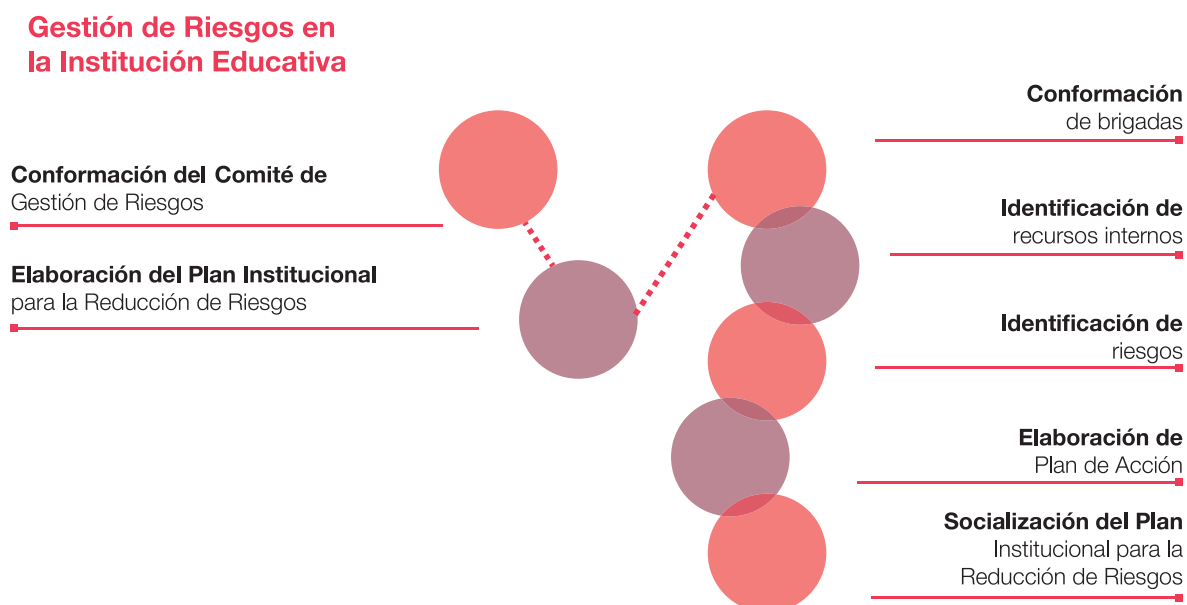 Gestión de Riesgos en
la Institución Educativa
Conformación del Comité de
Gestión de Riesgos
Elaboración del Plan Institucional
para la Reducción de Riesgos
Conformación
de brigadas
Identificación de
recursos internos
Identificación de
riesgos
Elaboración de
Plan de Acción
Socialización del Plan
Institucional para la
Reducción de Riesgos